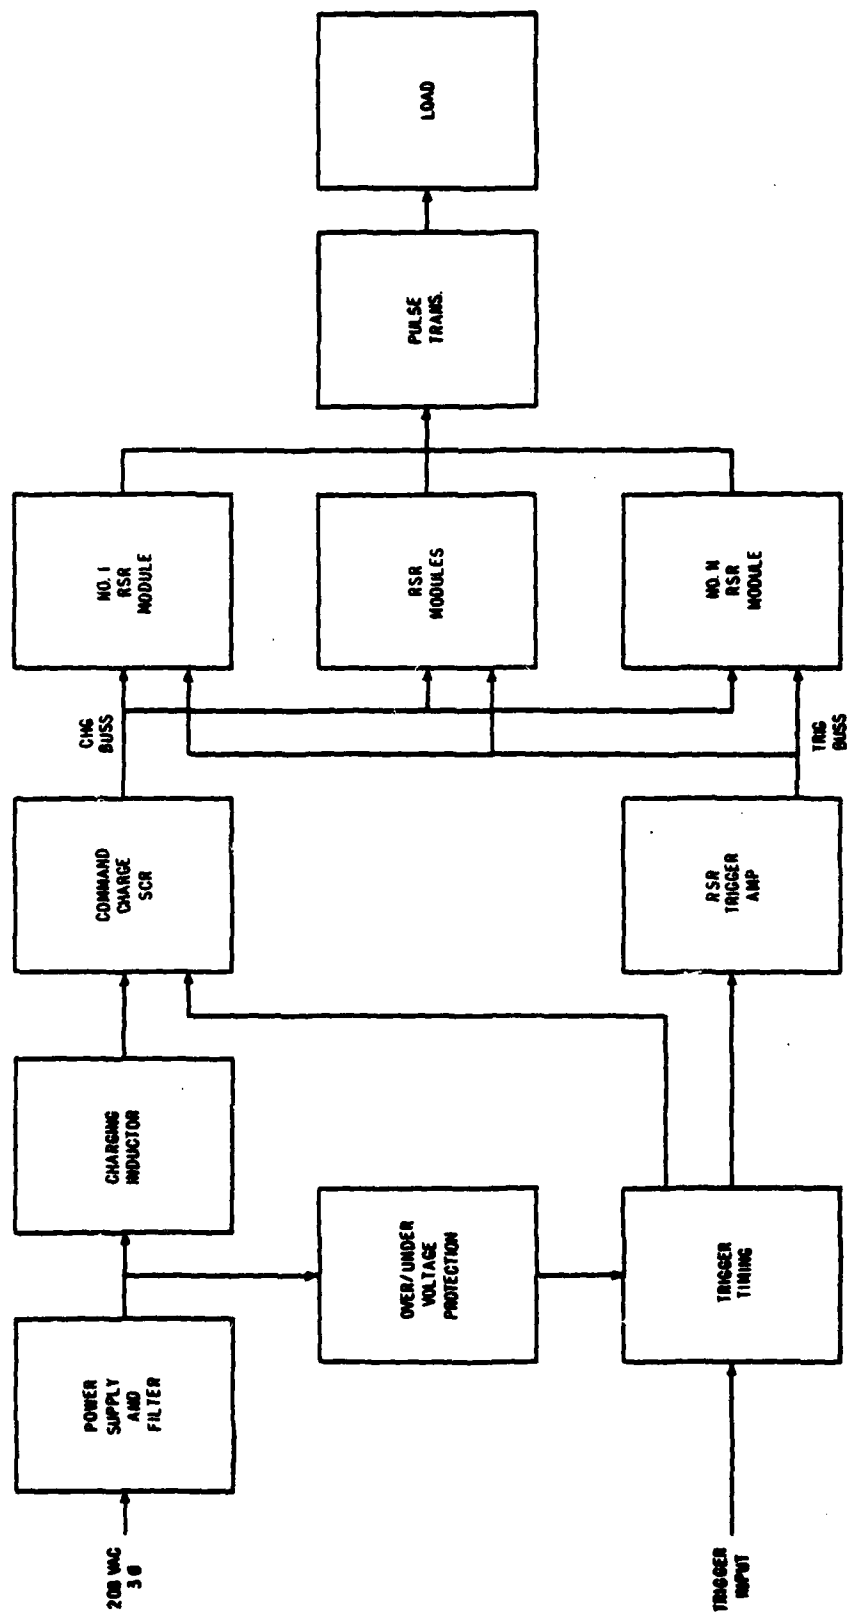 208 VAC
3 Ø
POWER
SUPPLY
AND
FILTER
CHARGING
INDUCTOR
COMMAND
CHARGE
SCR
CHG
BUSS
NO. 1
RSR
MODULE
OVER/UNDER
VOLTAGE
PROTECTION
RSR
MODULES
PULSE
TRANS.
LOAD
TRIGGER
INPUT
TRIGGER
TIMING
RSR
TRIGGER
AMP
TRIG
BUSS
NO. N
RSR
MODULE